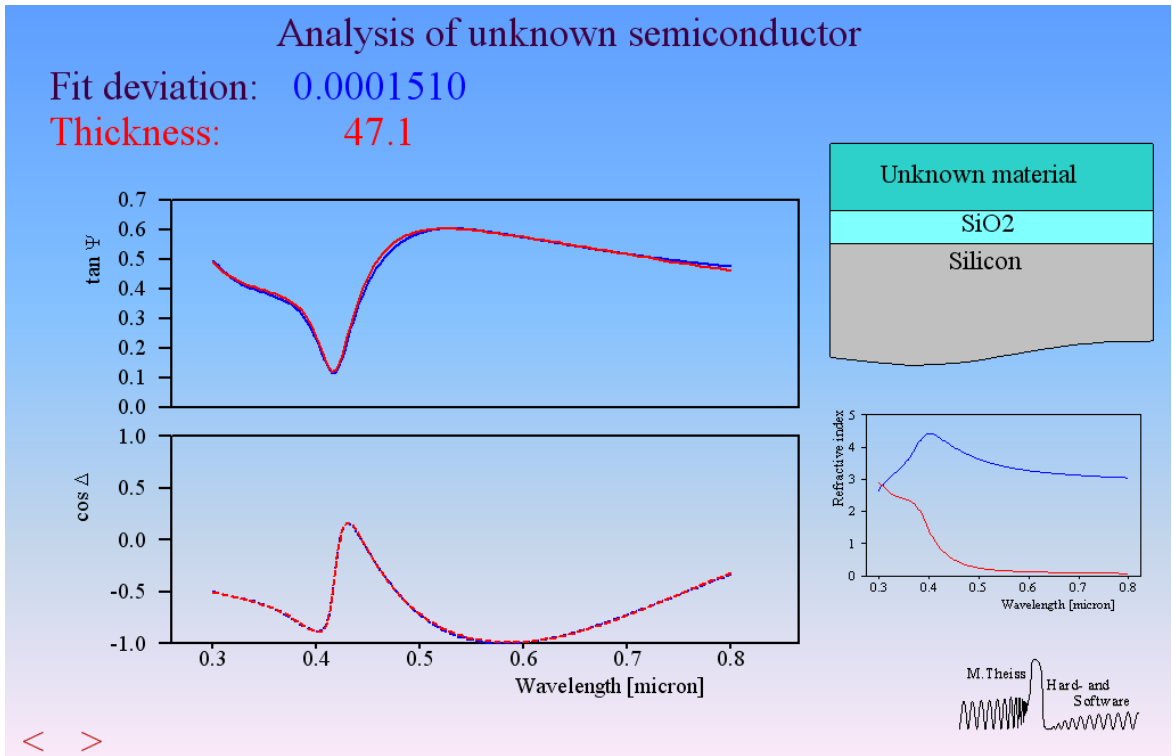 Analysis of unknown semiconductor
Fit deviation: 0.0001510
Thickness: 47.1
Unknown material
SiO2
Silicon
tan Ψ
0.7
0.6
0.5
0.4
0.3
0.2
0.1
0.0
cos Δ
1.0
0.5
0.0
-0.5
-1.0
0.3 0.4 0.5 0.6 0.7 0.8
Wavelength [micron]
Refractive index
5
4
3
2
1
0
0.3 0.4 0.5 0.6 0.7 0.8
Wavelength [micron]
M.Theiss
Hard- and
Software
< >